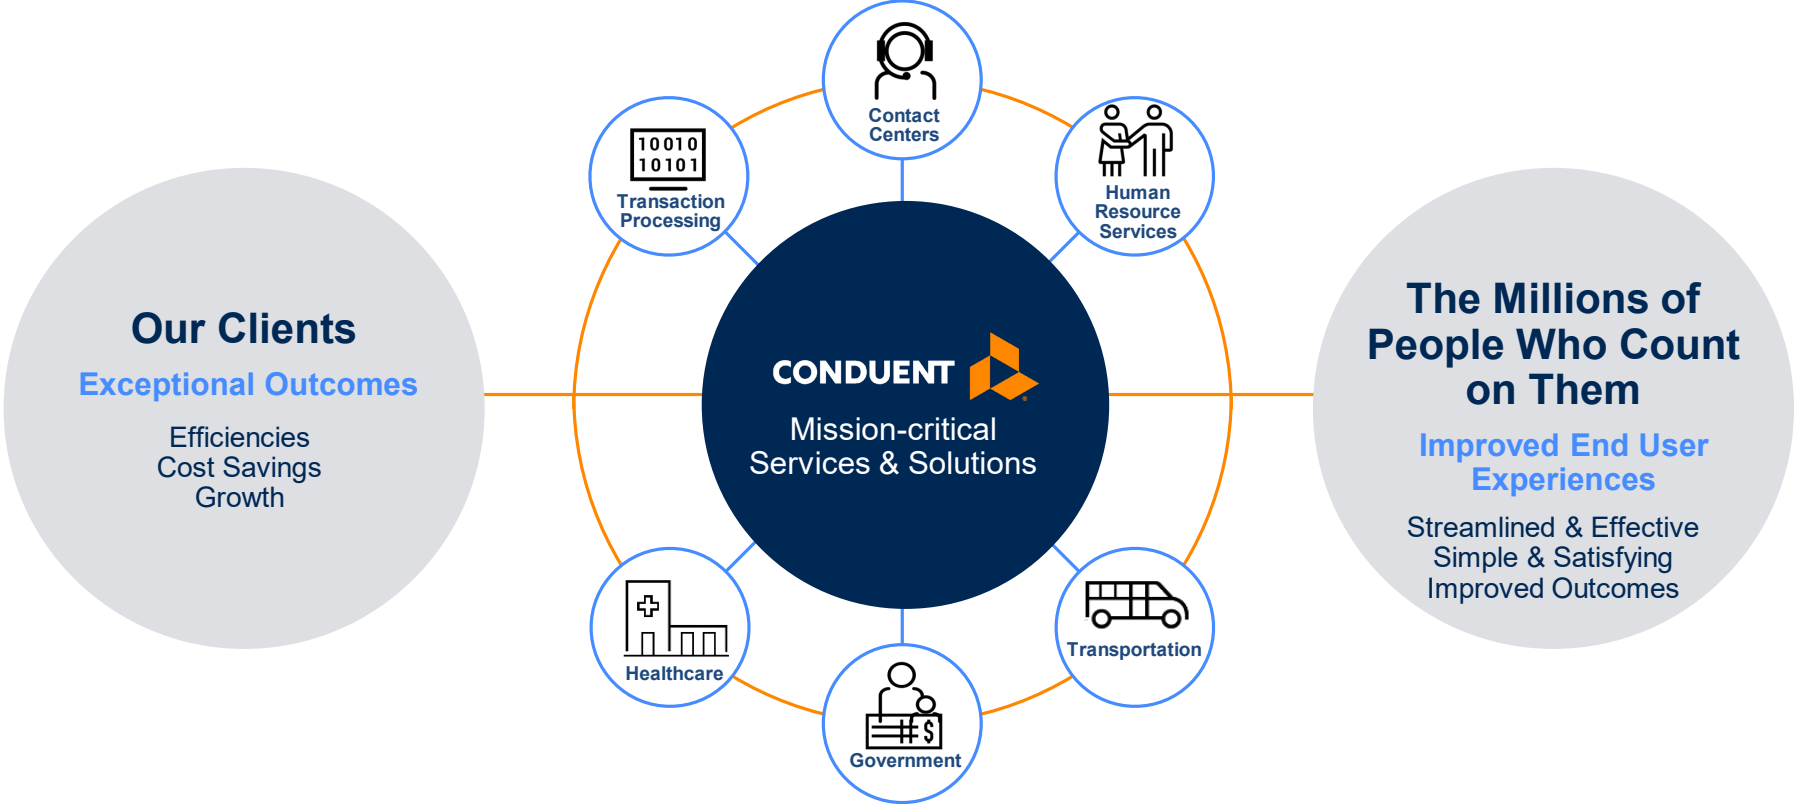 Contact
Centers
10010
10101
Transaction
Processing
Human
Resource
Services
Our Clients
Exceptional Outcomes
Efficiencies
Cost Savings
Growth
CONDUENT
®
Mission-critical
Services & Solutions
The Millions of
People Who Count
on Them
Improved End User
Experiences
Streamlined & Effective
Simple & Satisfying
Improved Outcomes
Healthcare
$
Government
Transportation